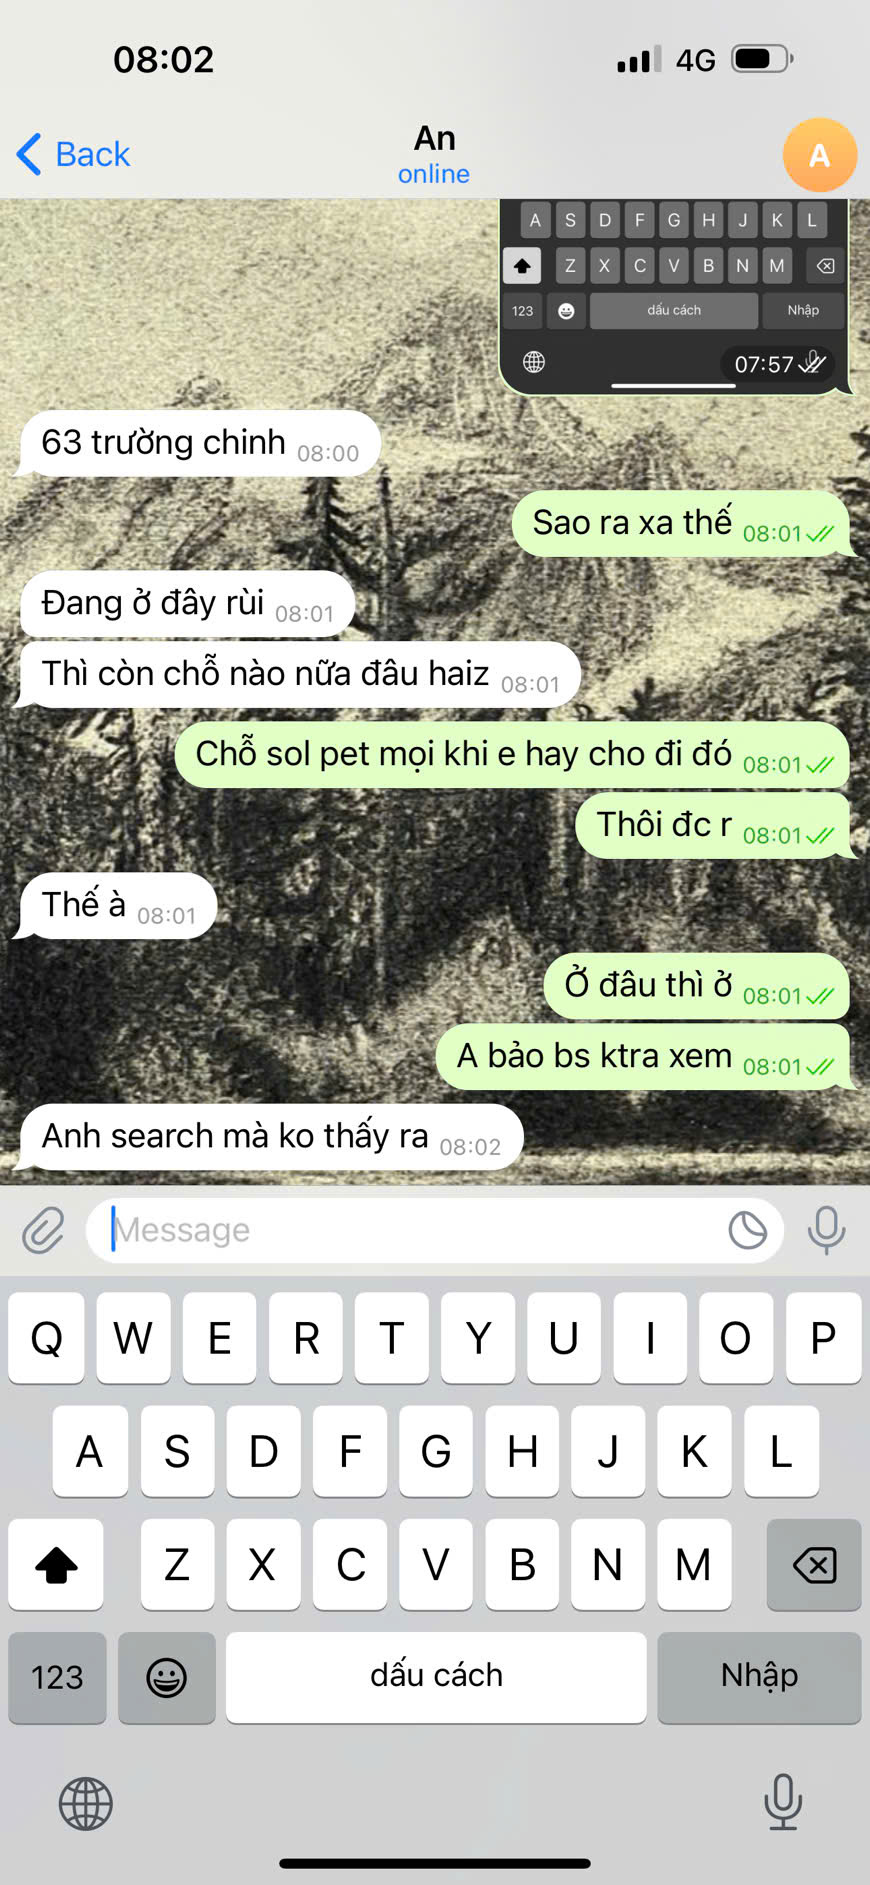 08:02
4G
Back
An
online
A
A S D F G H J K L
Z X C V B N M
123
dấu cách
Nhập
07:57
63 trường chinh 08:00
Sao ra xa thế 08:01
Đang ở đây rùi 08:01
Thì còn chỗ nào nữa đâu haiz 08:01
Chỗ sol pet mọi khi e hay cho đi đó 08:01
Thôi đc r 08:01
Thế à 08:01
Ở đâu thì ở 08:01
A bảo bs ktra xem 08:01
Anh search mà ko thấy ra 08:02
Message
Q W E R T Y U I O P
A S D F G H J K L
Z X C V B N M
123
dấu cách
Nhập